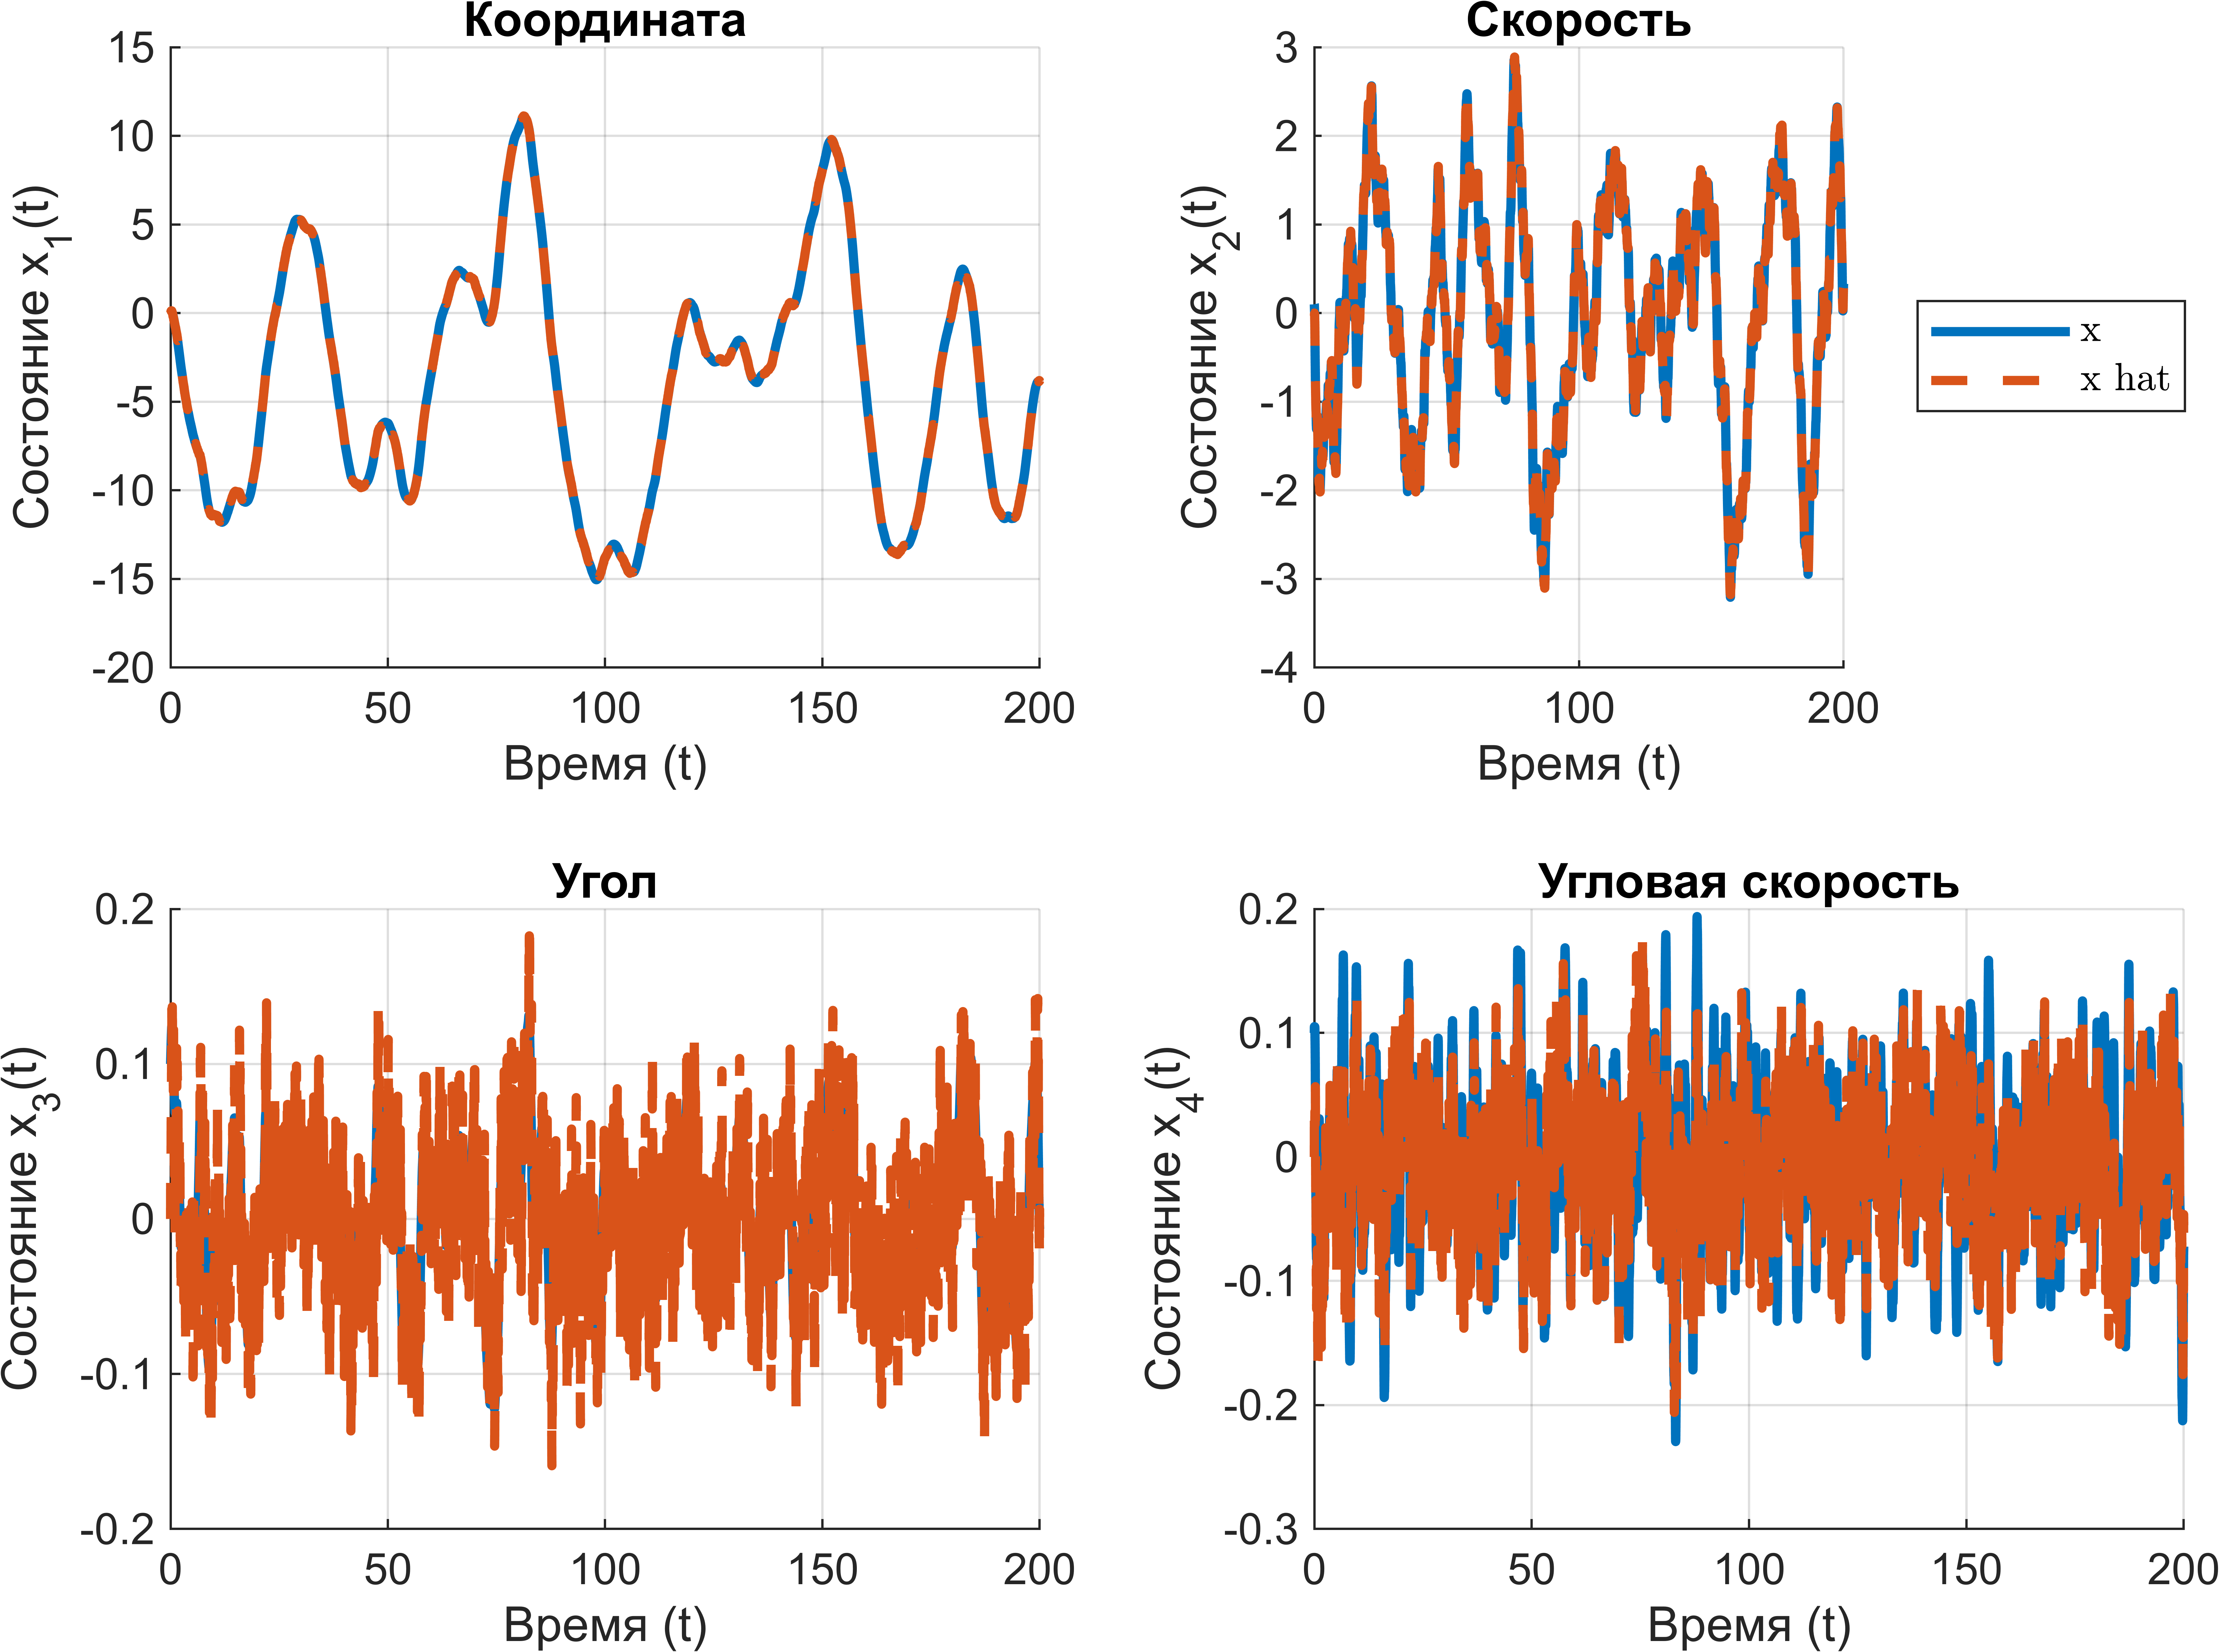 Координата
15
10
5
0
-5
-10
-15
-20
0 50 100 150 200
Состояние x_1(t)
Время (t)
Скорость
3
2
1
0
-1
-2
-3
-4
0 100 200
Состояние x_2(t)
Время (t)
x
x hat
Угол
0.2
0.1
0
-0.1
-0.2
0 50 100 150 200
Состояние x_3(t)
Время (t)
Угловая скорость
0.2
0.1
0
-0.1
-0.2
-0.3
0 50 100 150 200
Состояние x_4(t)
Время (t)